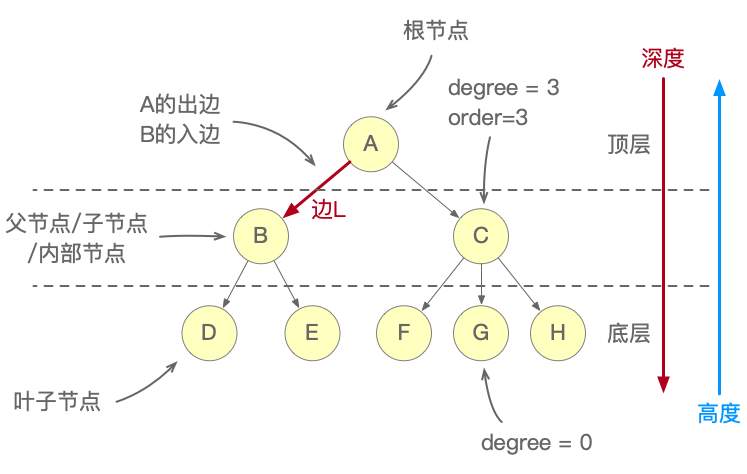 根节点
深度
degree = 3
order=3
A的出边
B的入边
A
顶层
边L
父节点/子节点
/内部节点
B
C
D
E
F
G
H
底层
叶子节点
高度
degree = 0